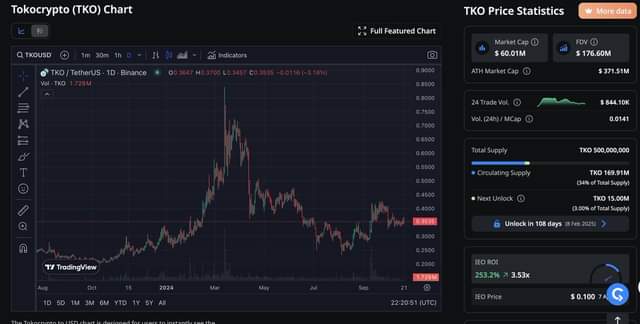 Tokocrypto (TKO) Chart
Full Featured Chart
TKOUSD 1m 30m 1h D Indicators
TKO / TetherUS · 1D · Binance O0.3647 H0.3700 L0.3457 C0.3535 -0.0116 (-3.18%)
Vol · TKO 1.729M
0.9000
0.8500
0.8000
0.7500
0.7000
0.6500
0.6000
0.5500
0.5000
0.4500
0.4000
0.3535
0.3000
0.2500
0.2000
1.729M
TradingView
Aug Oct 15 2024 Mar May Jul Sep 21
1D 5D 1M 3M 6M YTD 1Y 5Y All 22:20:51 (UTC)
The Tokocrypto to USD chart is designed for users to instantly see the
TKO Price Statistics
More data
Market Cap
$ 60.01M
FDV
$ 176.60M
ATH Market Cap $ 371.51M
24 Trade Vol. $ 844.10K
Vol. (24h) / MCap 0.0141
Total Supply TKO 500,000,000
Circulating Supply TKO 169.91M
(34% of Total Supply)
Next Unlock TKO 15.00M
(3.00% of Total Supply)
Unlock in 108 days (8 Feb 2025)
IEO ROI
253.2% 3.53x
IEO Price $ 0.100